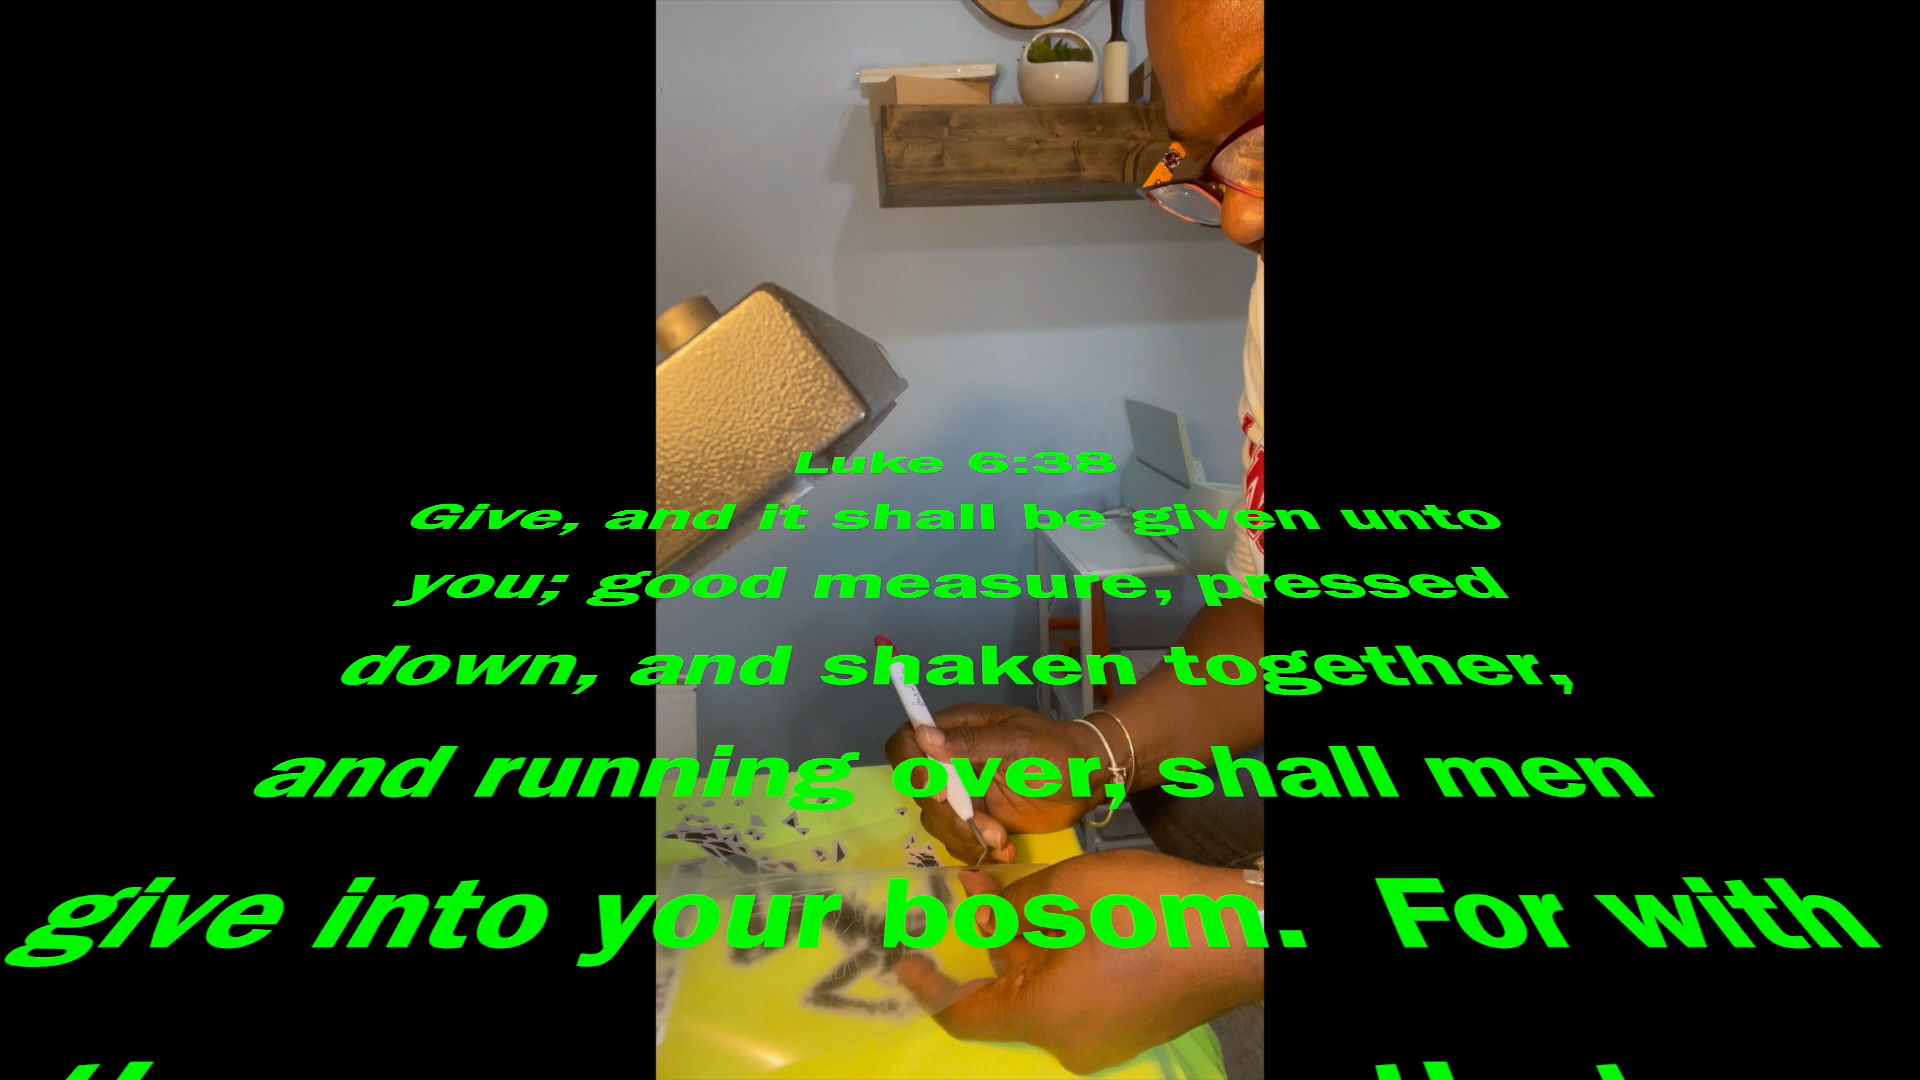 Luke 6:38
Give, and it shall be given unto
you; good measure, pressed
down, and shaken together,
and running over, shall men
give into your bosom.  For with